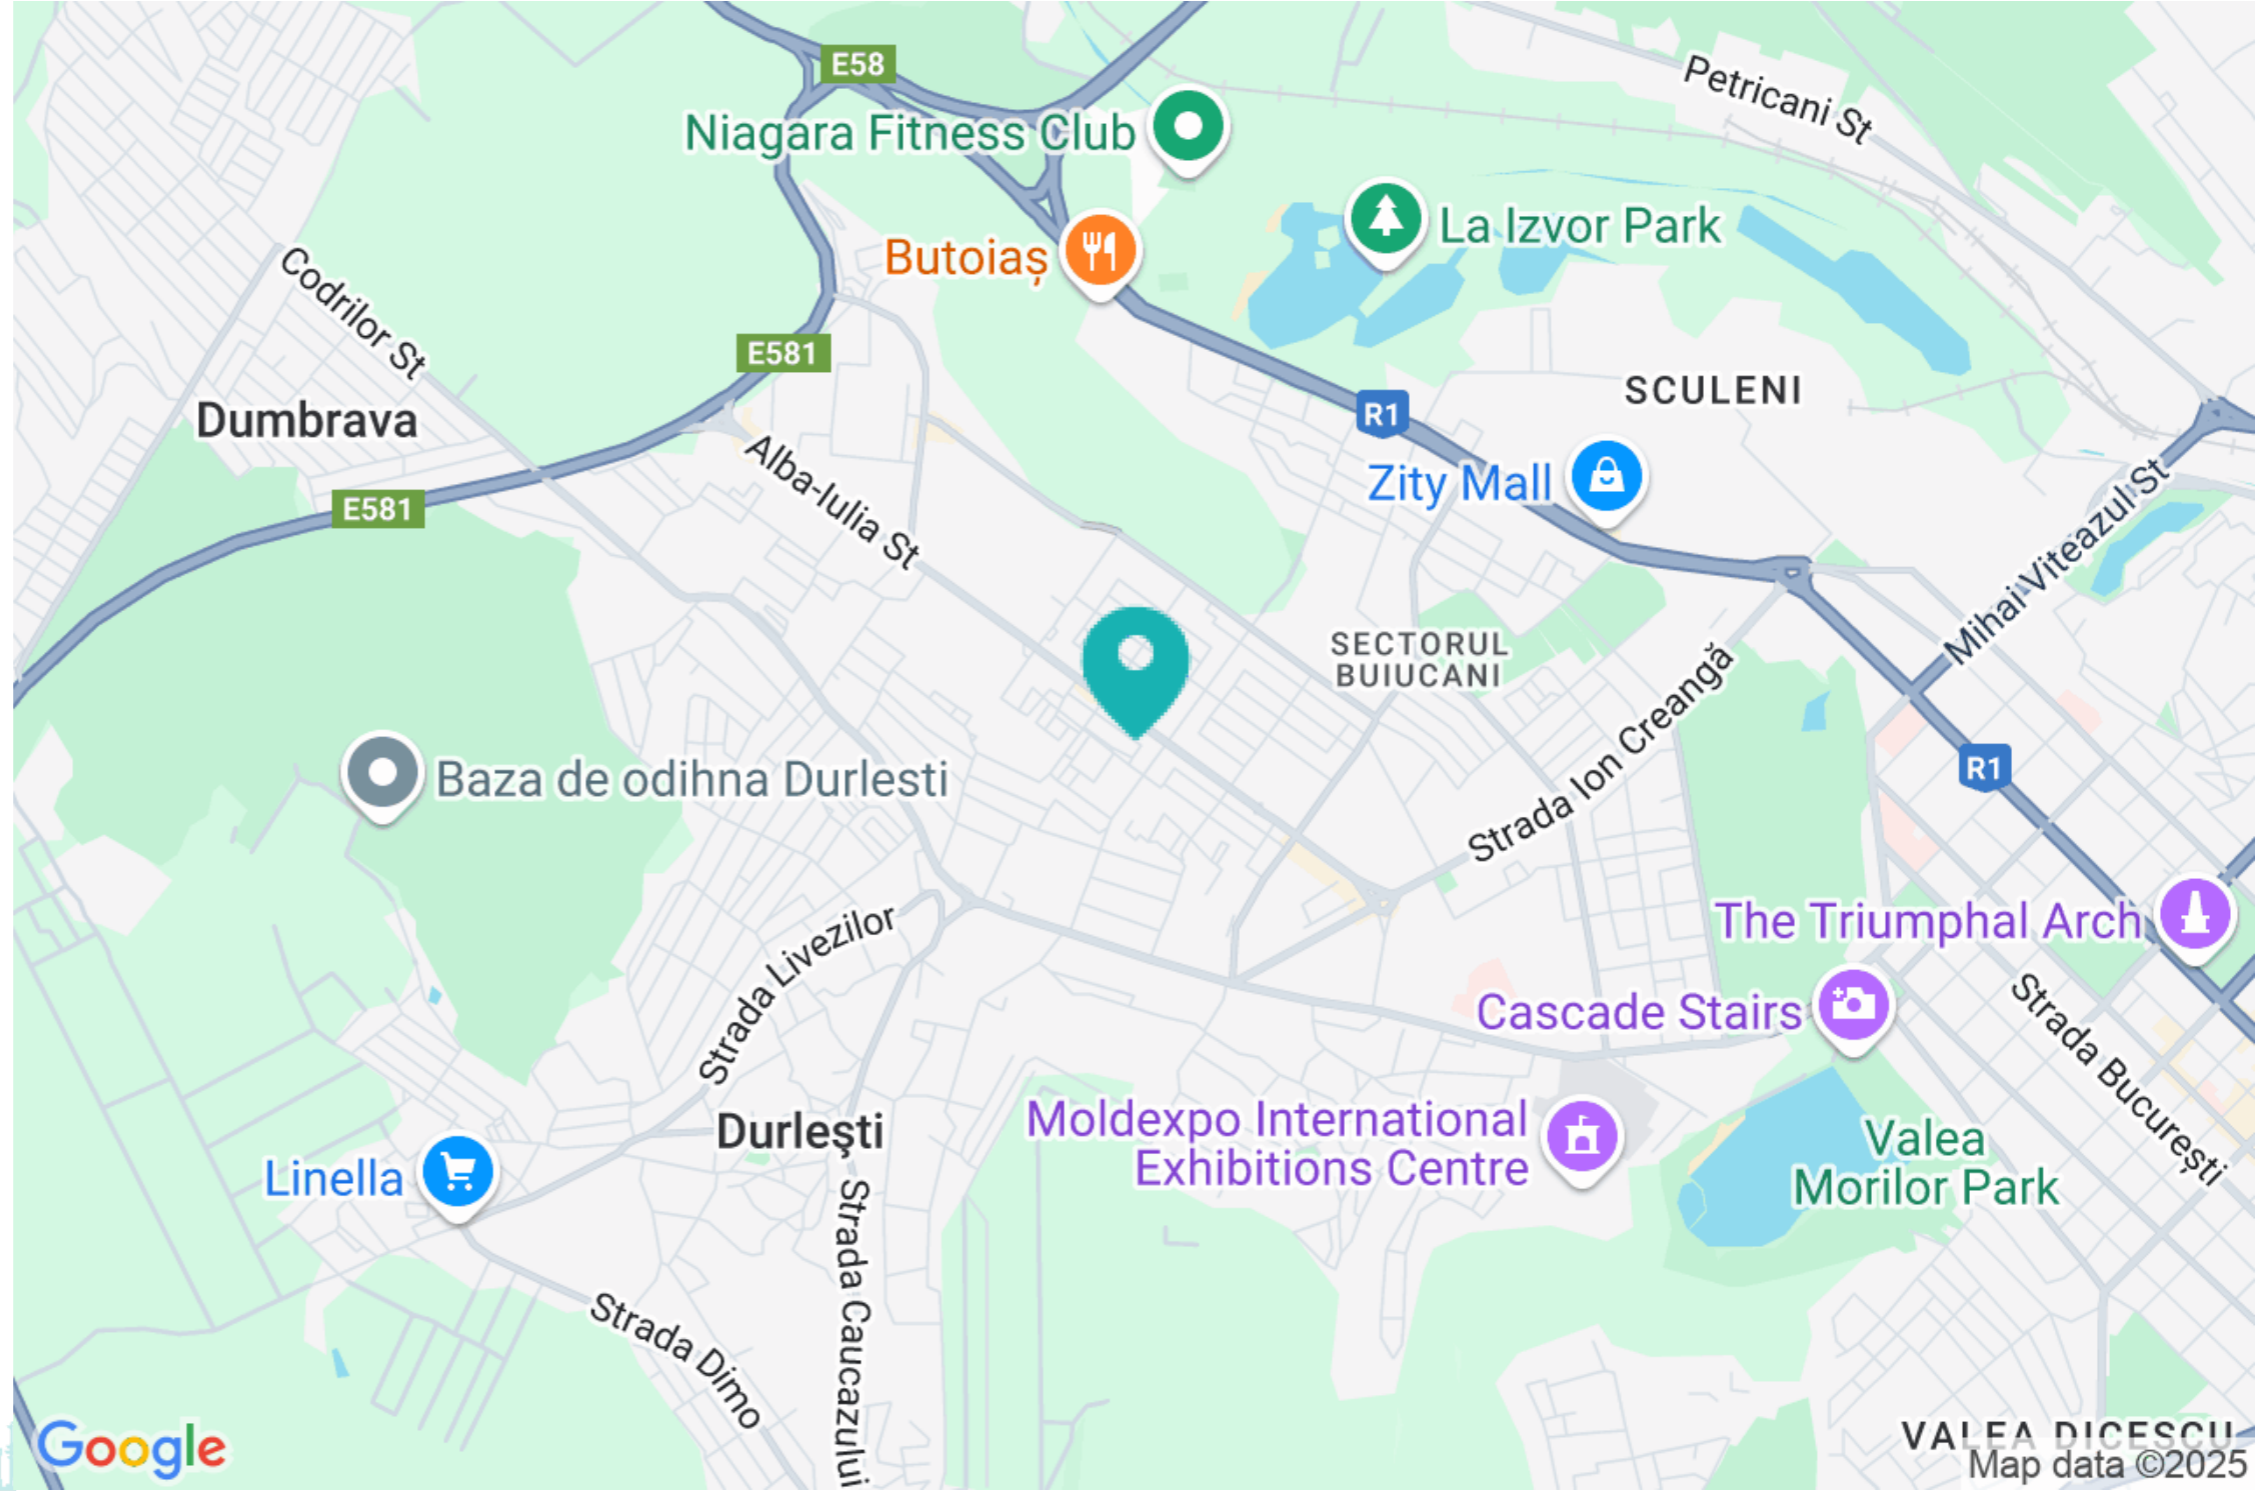 E58
Petricani St
Niagara Fitness Club
La Izvor Park
Butoiaș
Codrilor St
E581
SCULENI
R1
Dumbrava
Alba-Iulia St
Zity Mall
E581
Mihai Viteazul St
SECTORUL
BUIUCANI
Strada Ion Creangă
R1
Baza de odihna Durlesti
The Triumphal Arch
Strada Livezilor
Cascade Stairs
Strada București
Durleşti
Moldexpo International
Exhibitions Centre
Valea
Morilor Park
Linella
Strada Caucazului
Strada Dimo
Google
VALEA DICESCU
Map data ©2025